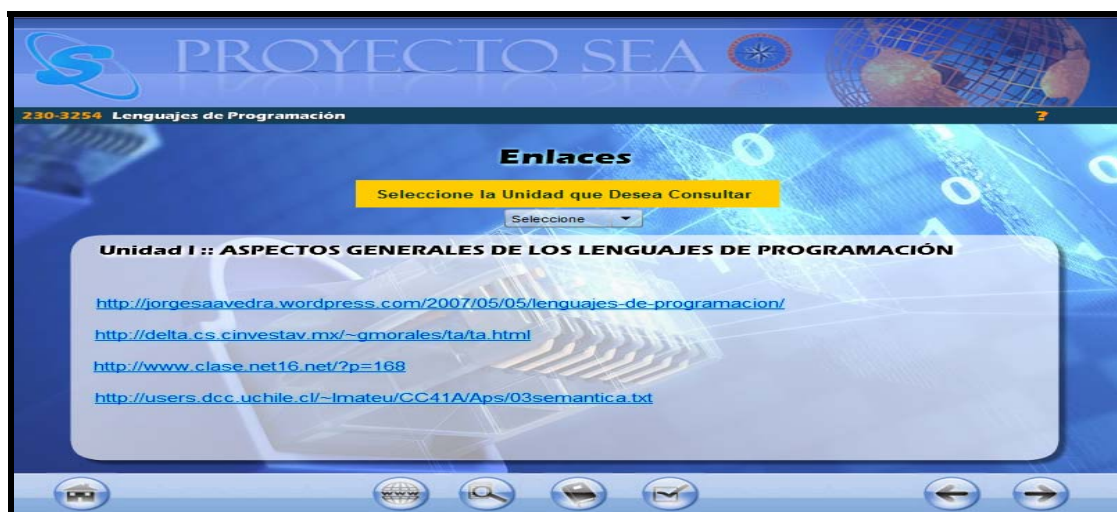 PROYECTO SEA
230-3254 Lenguajes de Programación ?
Enlaces
Seleccione la Unidad que Desea Consultar
Seleccione
Unidad I :: ASPECTOS GENERALES DE LOS LENGUAJES DE PROGRAMACIÓN
http://jorgesaavedra.wordpress.com/2007/05/05/lenguajes-de-programacion/
http://delta.cs.cinvestav.mx/~gmorales/ta/ta.html
http://www.clase.net16.net/?p=168
http://users.dcc.uchile.cl/~lmateu/CC41A/Aps/03semantica.txt
www